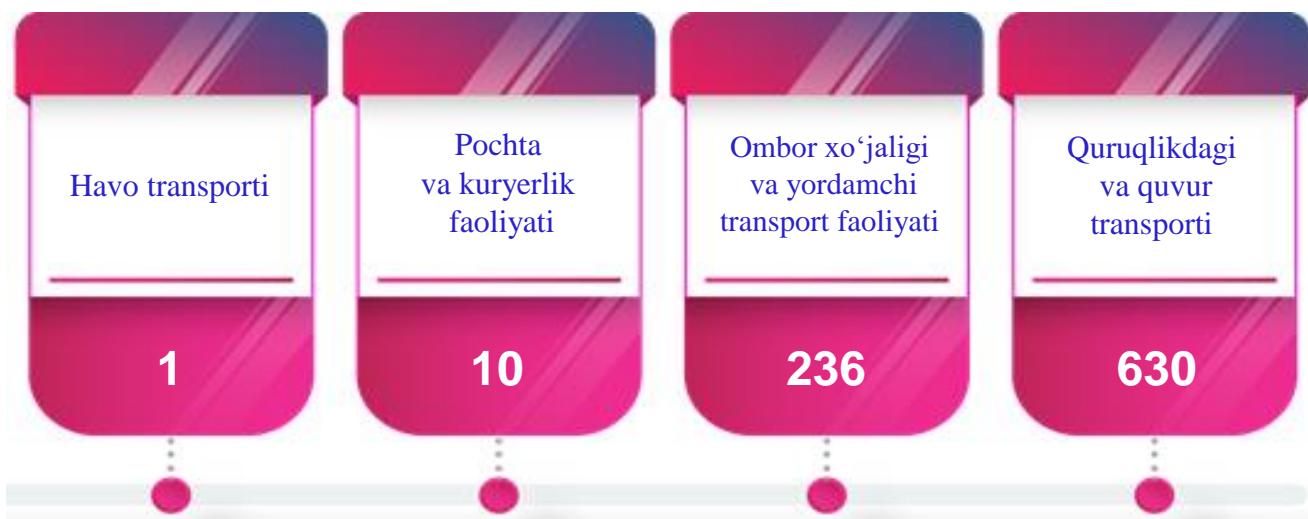 Havo transporti
1
Pochta
va kuryerlik
faoliyati
10
Ombor xo‘jaligi
va yordamchi
transport faoliyati
236
Quruqlikdagi
va quvur
transporti
630